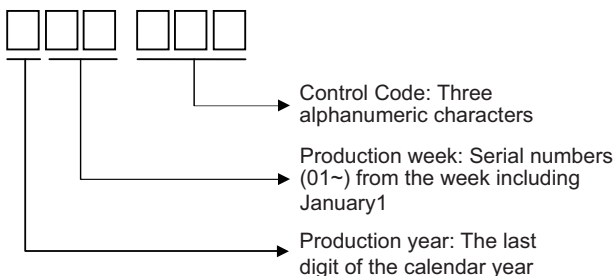 Control Code: Three
alphanumeric characters
Production week: Serial numbers
(01~) from the week including
January1
Production year: The last
digit of the calendar year